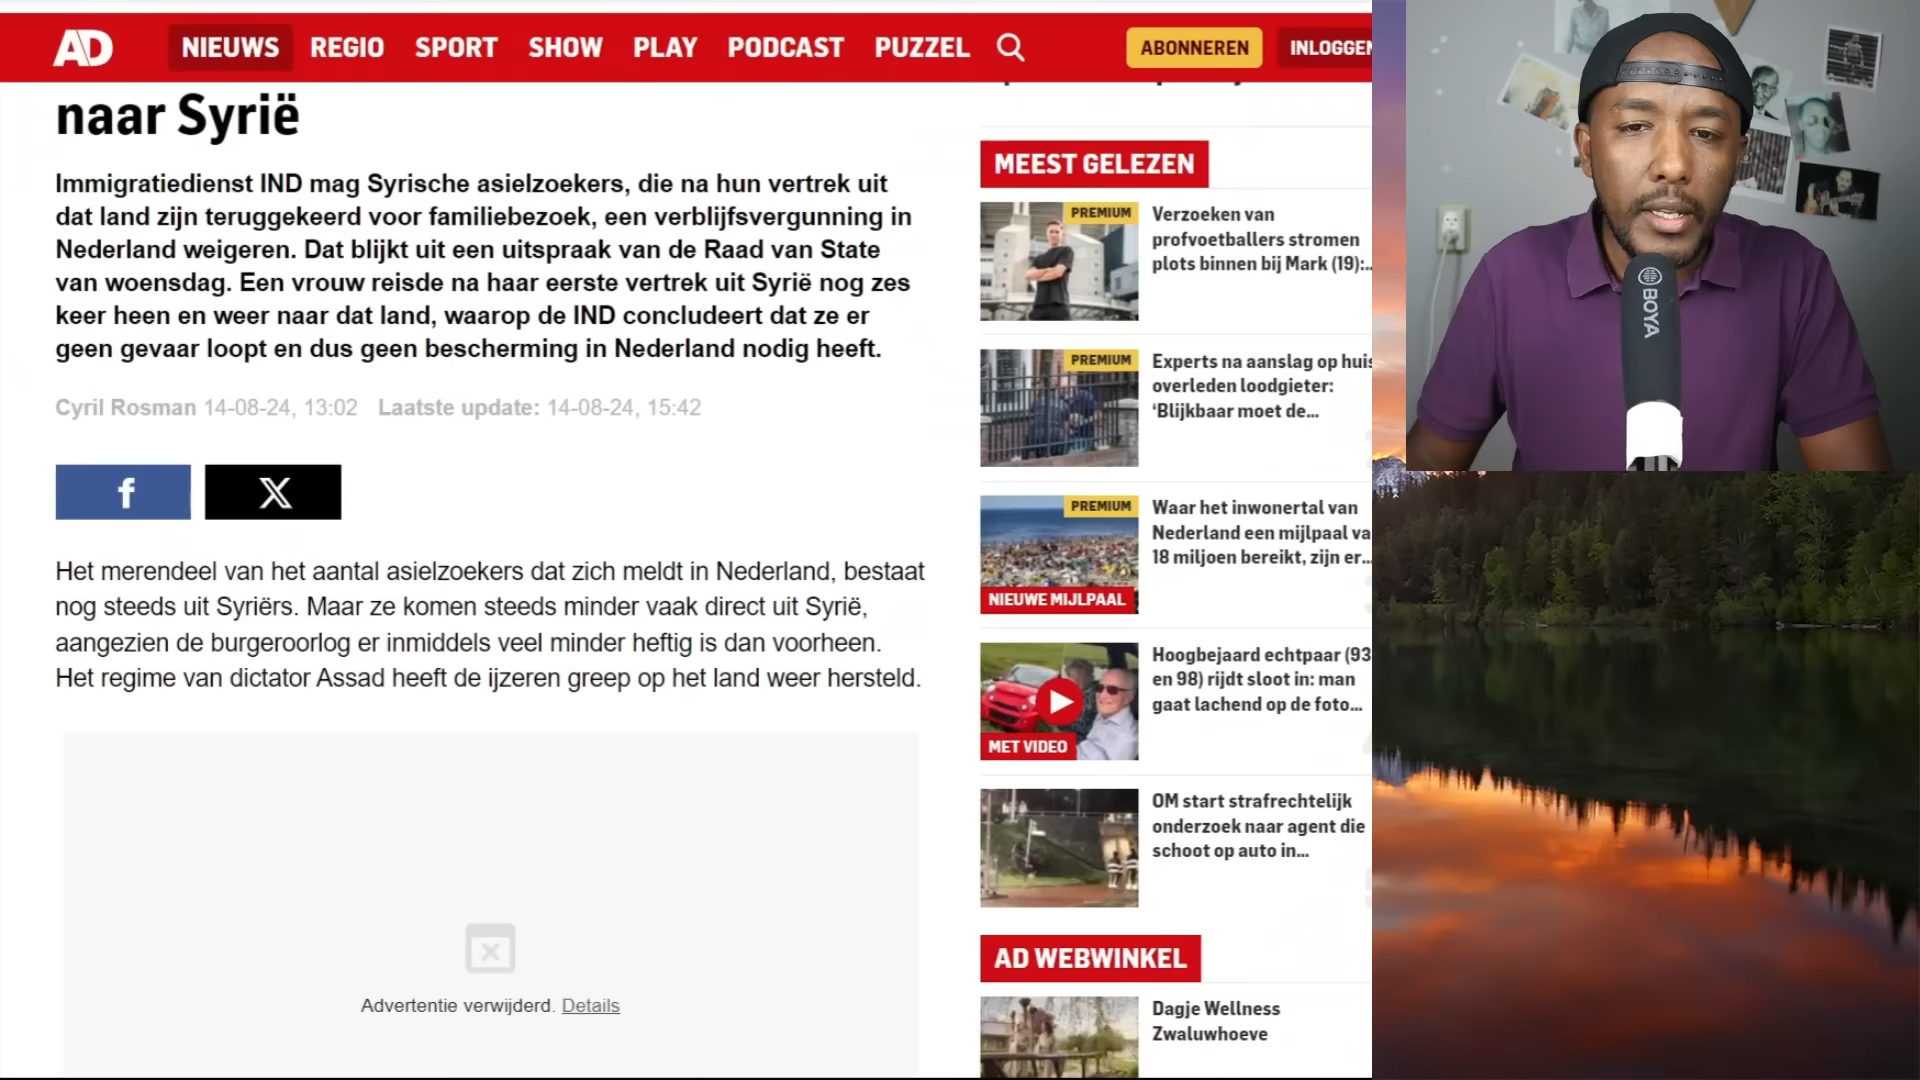 AD
NIEUWS REGIO SPORT SHOW PLAY PODCAST PUZZEL
ABONNEREN
INLOGGEN
naar Syrië
Immigratiedienst IND mag Syrische asielzoekers, die na hun vertrek uit
dat land zijn teruggekeerd voor familiebezoek, een verblijfsvergunning in
Nederland weigeren. Dat blijkt uit een uitspraak van de Raad van State
van woensdag. Een vrouw reisde na haar eerste vertrek uit Syrië nog zes
keer heen en weer naar dat land, waarop de IND concludeert dat ze er
geen gevaar loopt en dus geen bescherming in Nederland nodig heeft.
Cyril Rosman 14-08-24, 13:02 Laatste update: 14-08-24, 15:42
f
X
Het merendeel van het aantal asielzoekers dat zich meldt in Nederland, bestaat
nog steeds uit Syriërs. Maar ze komen steeds minder vaak direct uit Syrië,
aangezien de burgeroorlog er inmiddels veel minder heftig is dan voorheen.
Het regime van dictator Assad heeft de ijzeren greep op het land weer hersteld.
Advertentie verwijderd. Details
MEEST GELEZEN
PREMIUM
Verzoeken van
profvoetballers stromen
plots binnen bij Mark (19):..
PREMIUM
Experts na aanslag op huis
overleden loodgieter:
‘Blijkbaar moet de...
PREMIUM
NIEUWE MIJLPAAL
Waar het inwonertal van
Nederland een mijlpaal va
18 miljoen bereikt, zijn er...
MET VIDEO
Hoogbejaard echtpaar (93
en 98) rijdt sloot in: man
gaat lachend op de foto...
OM start strafrechtelijk
onderzoek naar agent die
schoot op auto in...
AD WEBWINKEL
Dagje Wellness
Zwaluwhoeve
BOYA